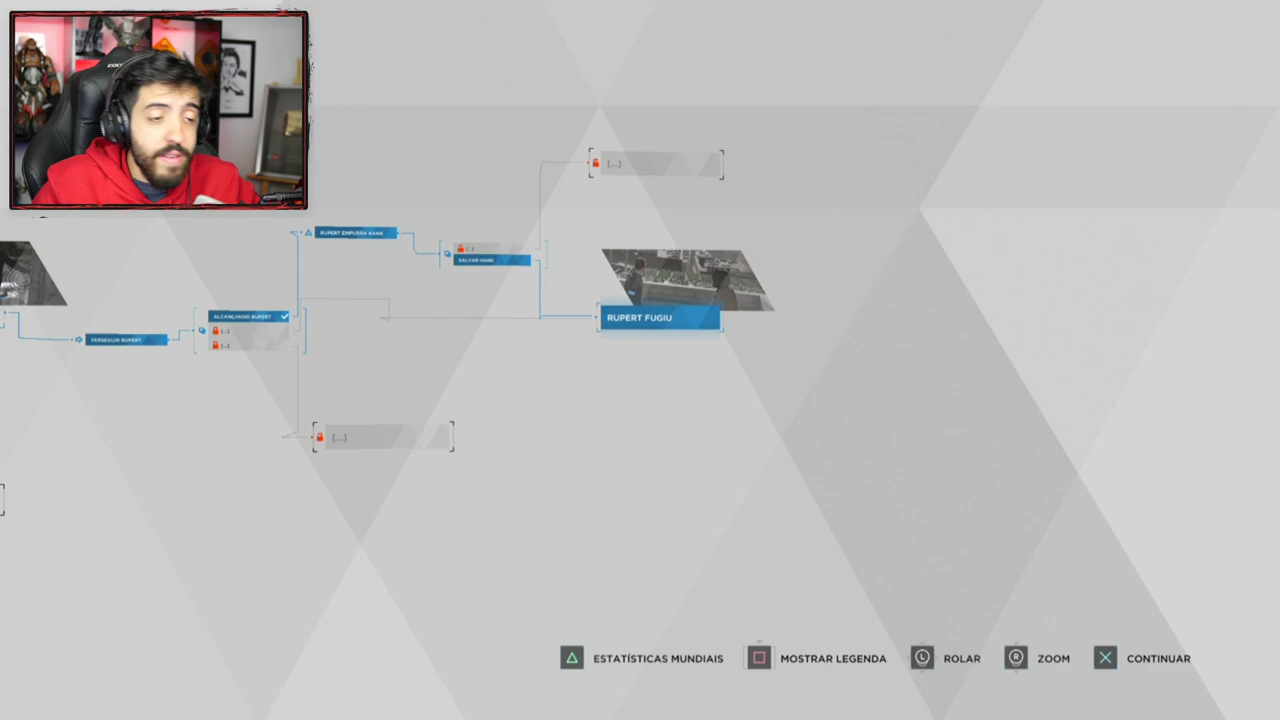 [...]
RUPERT EMPURRA HANK
[...]
SALVAR HANK
RUPERT FUGIU
ALCANÇANDO RUPERT
[...]
[...]
PERSEGUIR RUPERT
[...]
ESTATÍSTICAS MUNDIAIS
MOSTRAR LEGENDA
L ROLAR
R ZOOM
CONTINUAR